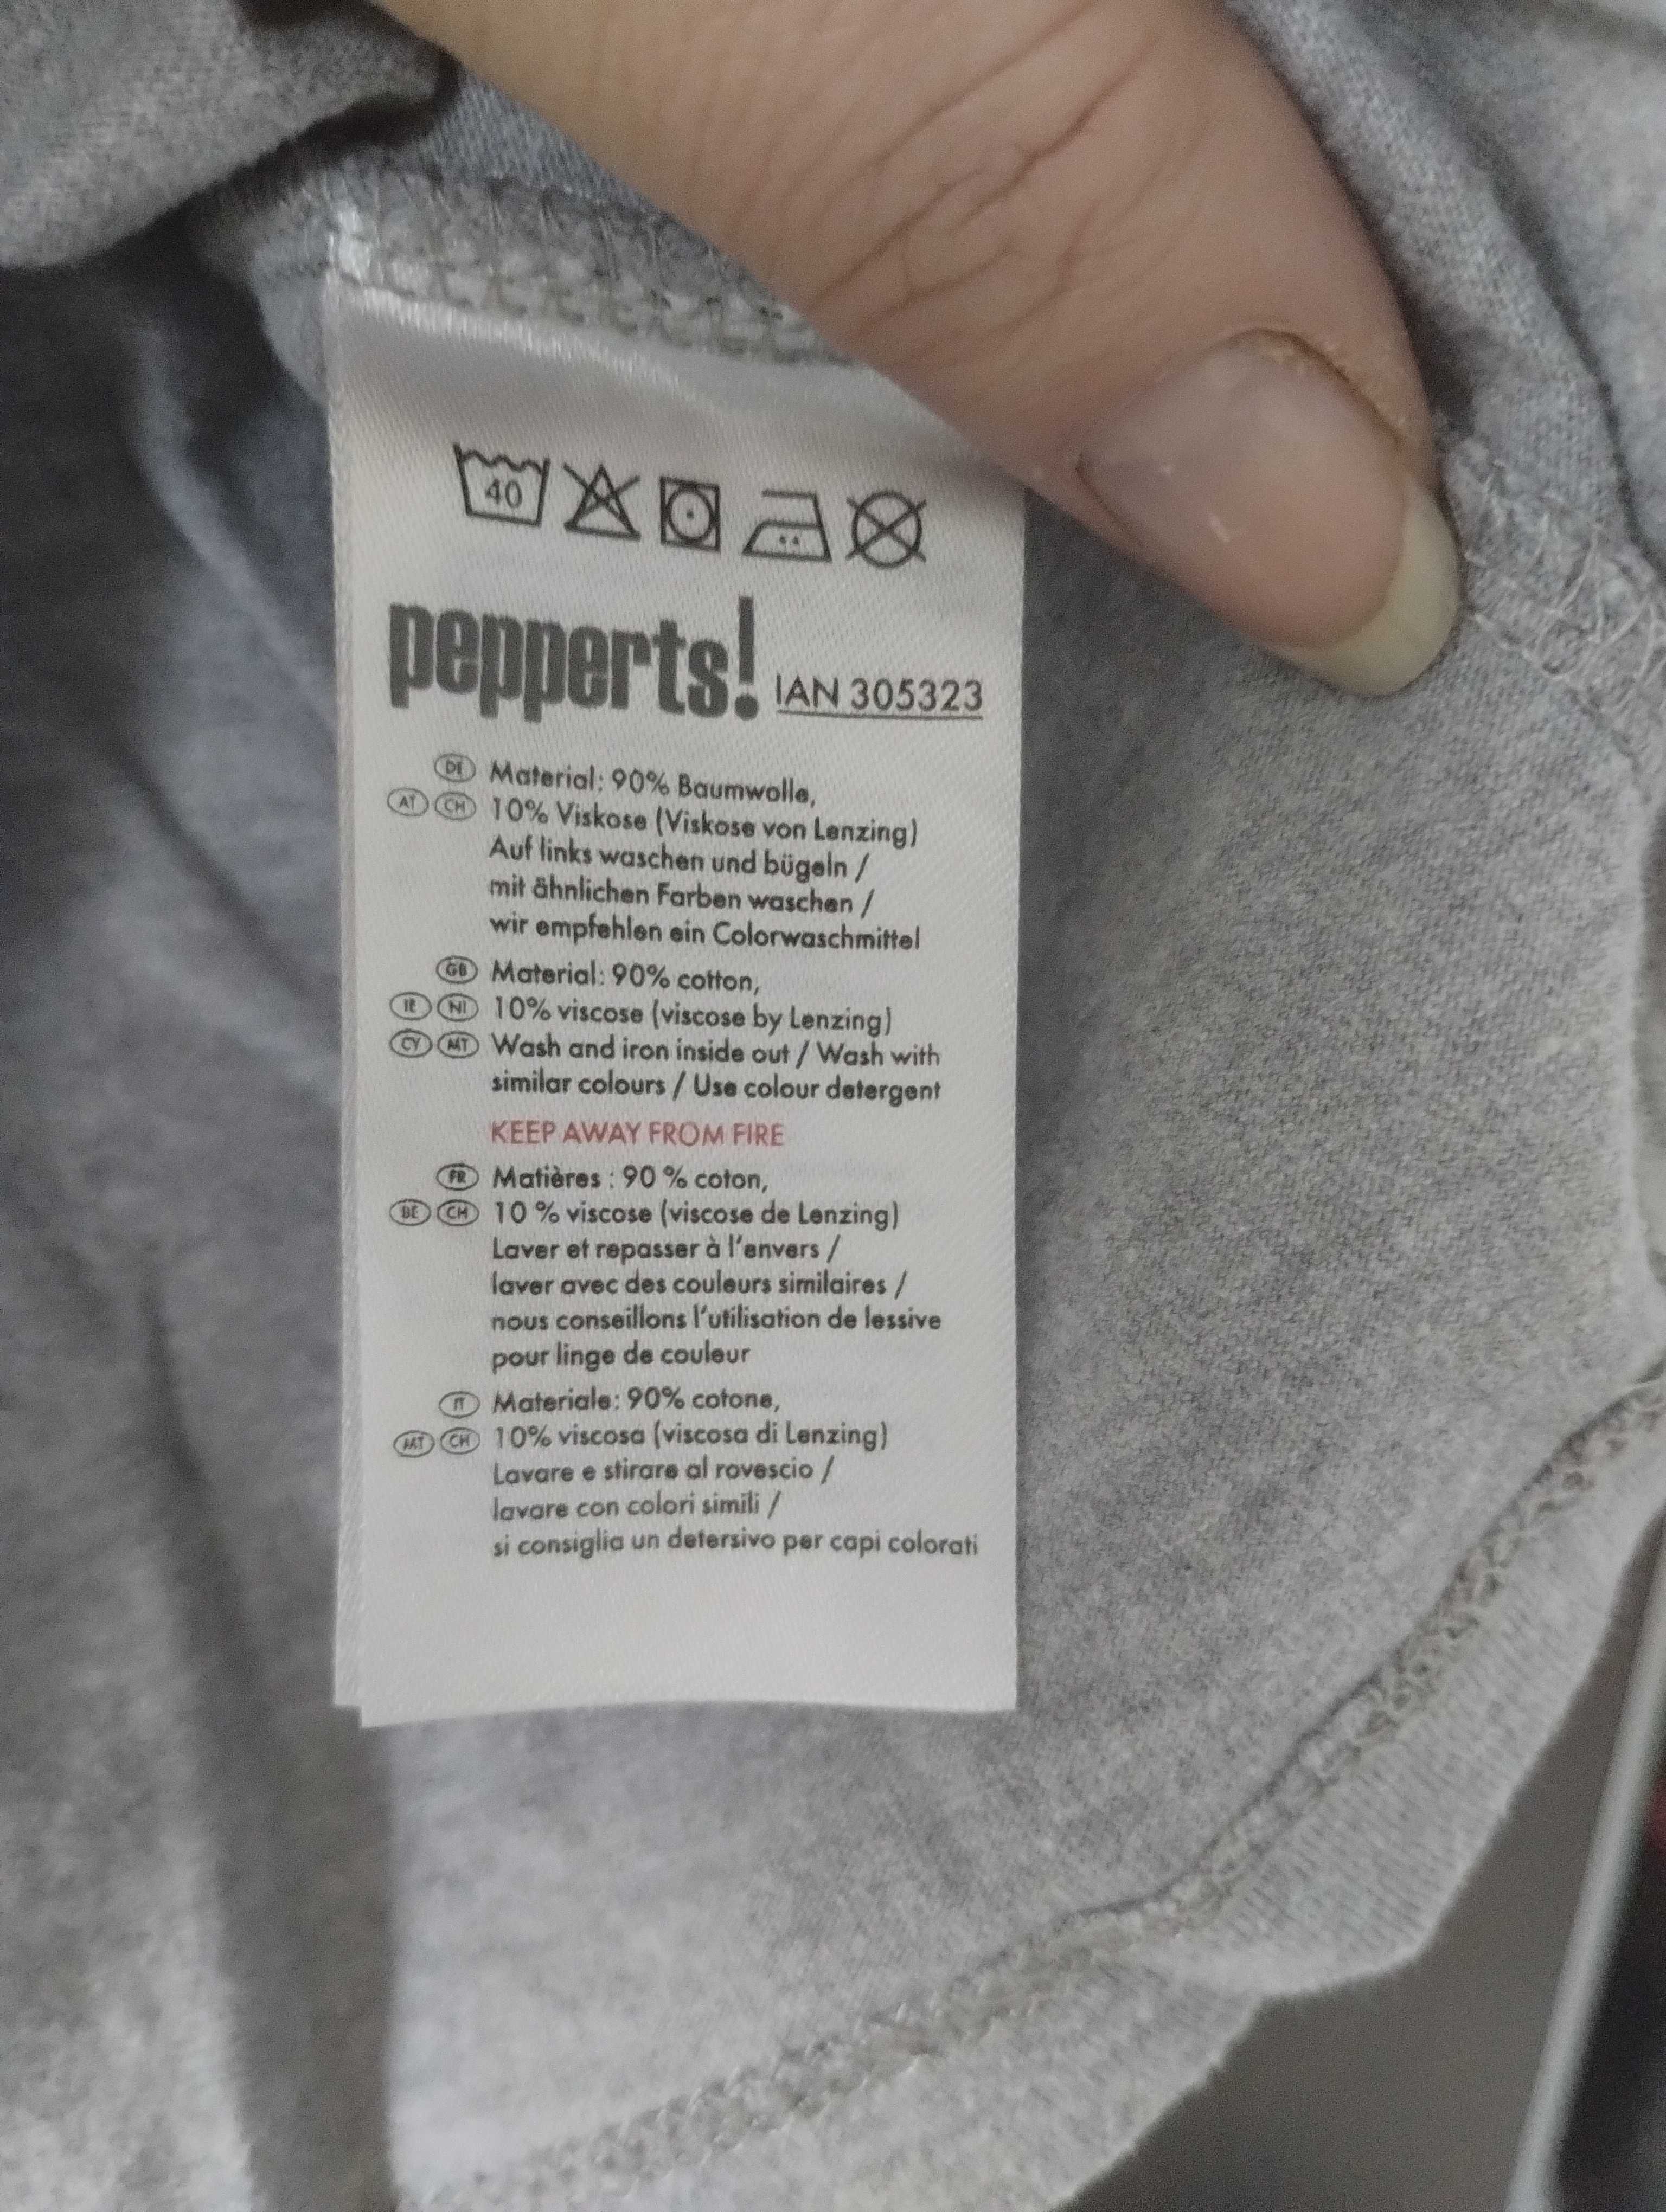 40
pepperts! IAN 305323
DE Material: 90% Baumwolle,
AT CH 10% Viskose (Viskose von Lenzing)
Auf links waschen und bügeln /
mit ähnlichen Farben waschen /
wir empfehlen ein Colorwaschmittel
GB Material: 90% cotton,
IE NI 10% viscose (viscose by Lenzing)
CY MT Wash and iron inside out / Wash with
similar colours / Use colour detergent
KEEP AWAY FROM FIRE
FR Matières : 90 % coton,
BE CH 10 % viscose (viscose de Lenzing)
Laver et repasser à l'envers /
laver avec des couleurs similaires /
nous conseillons l'utilisation de lessive
pour linge de couleur
IT Materiale: 90% cotone,
MT CH 10% viscosa (viscosa di Lenzing)
Lavare e stirare al rovescio /
lavare con colori simili /
si consiglia un detersivo per capi colorati